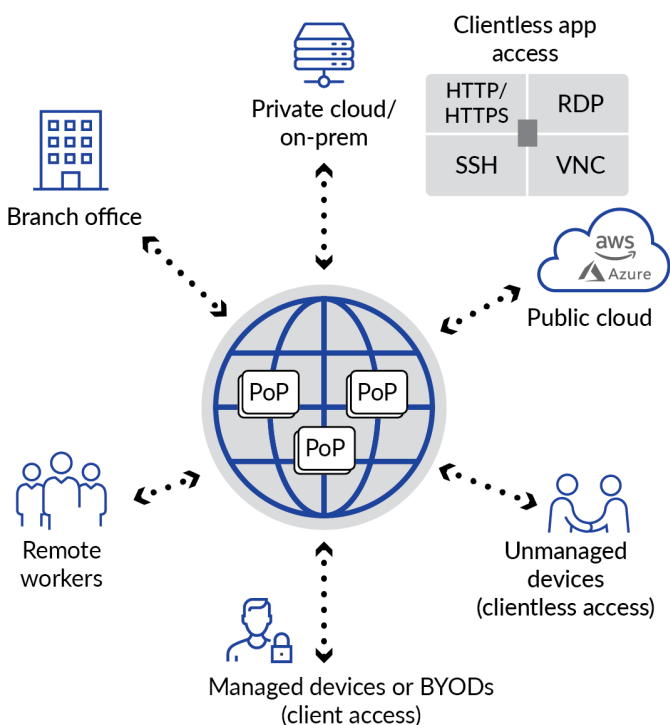 Clientless app
access
Private cloud/
on-prem
HTTP/
HTTPS
RDP
SSH
VNC
Branch office
aws
Azure
Public cloud
PoP
PoP
PoP
Remote
workers
Unmanaged
devices
(clientless access)
Managed devices or BYODs
(client access)